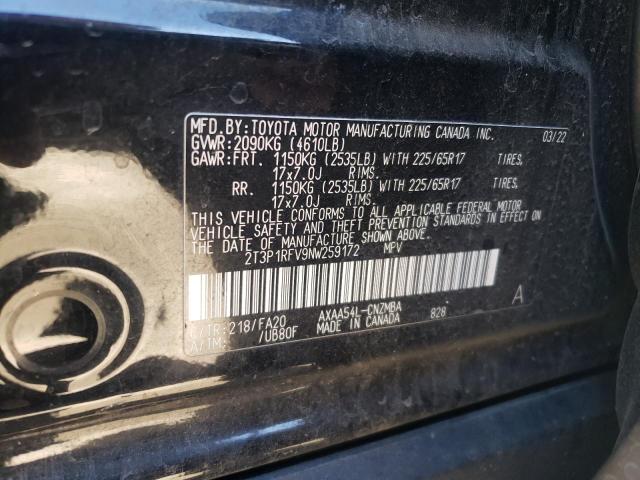 MFD.BY:TOYOTA MOTOR MANUFACTURING CANADA INC. 03/22
GVWR:2090KG (4610LB)
GAWR:FRT. 1150KG (2535LB) WITH 225/65R17 TIRES,
17x7.0J RIMS.
RR. 1150KG (2535LB) WITH 225/65R17 TIRES,
17x7.0J RIMS.
THIS VEHICLE CONFORMS TO ALL APPLICABLE FEDERAL MOTOR
VEHICLE SAFETY AND THEFT PREVENTION STANDARDS IN EFFECT ON
THE DATE OF MANUFACTURE SHOWN ABOVE.
2T3P1RFV9NW259172 MPV
C/TR:218/FA20 AXAA54L-CNZMBA 828 A
A/TM: /UB80F MADE IN CANADA